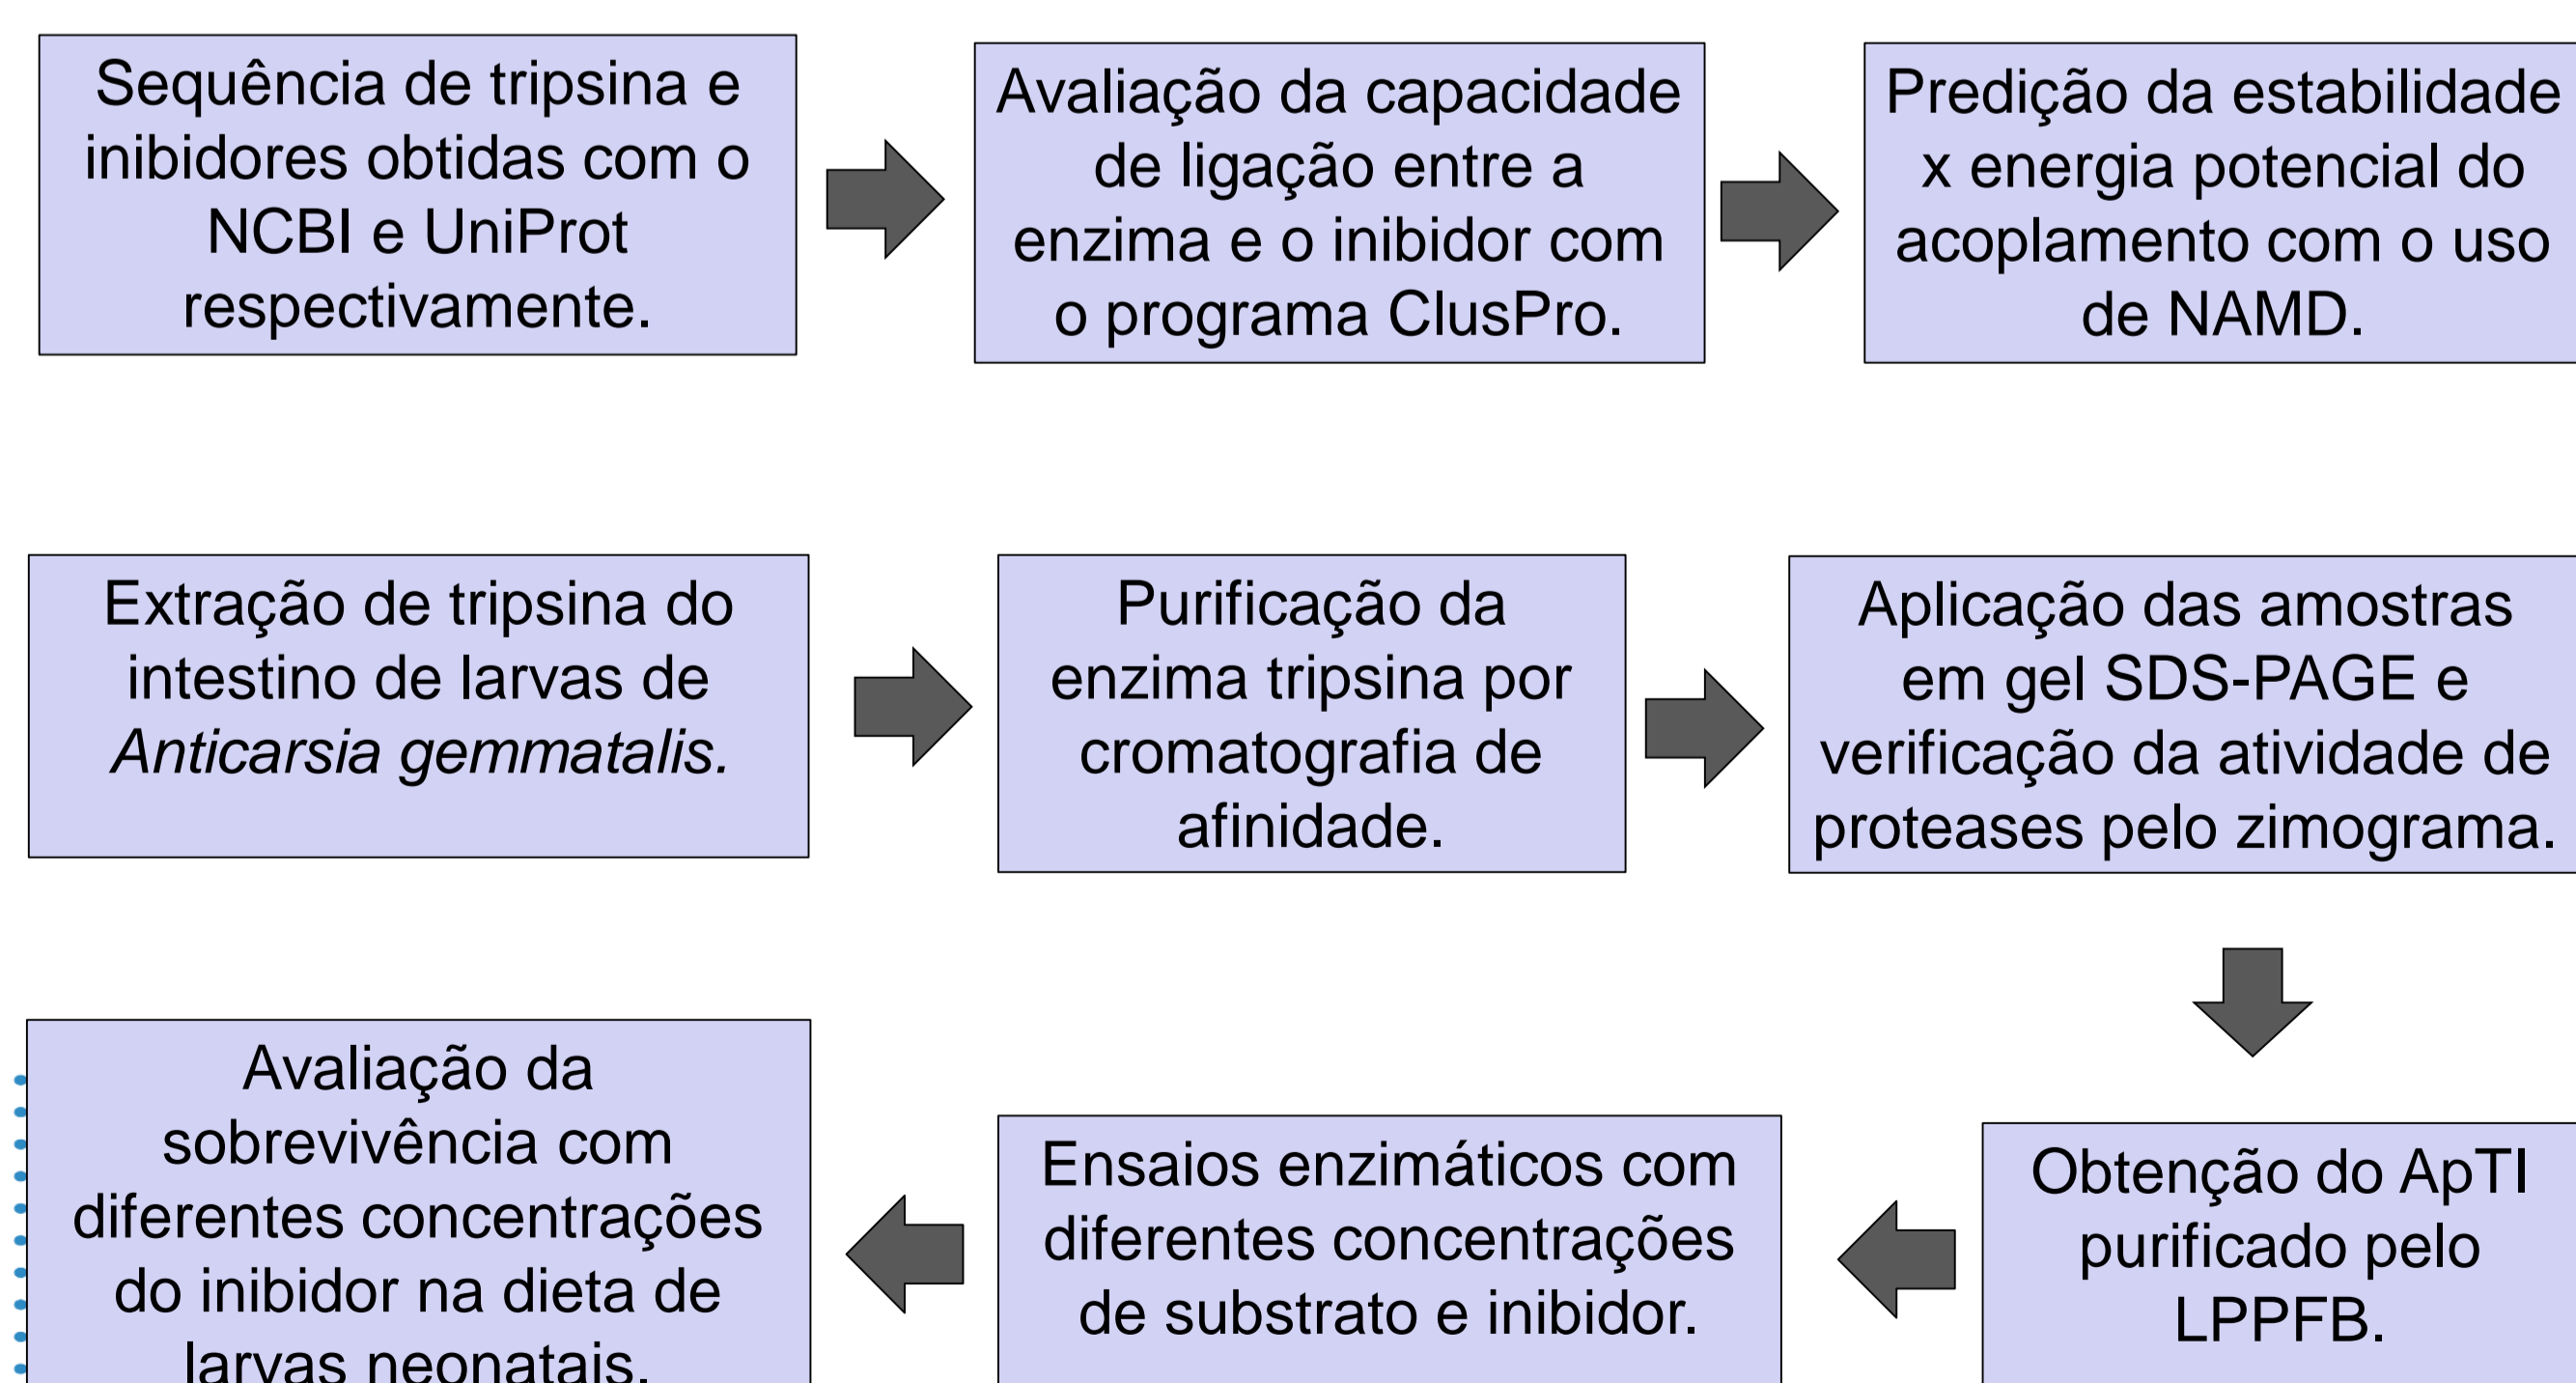 Sequência de tripsina e
inibidores obtidas com o
NCBI e UniProt
respectivamente.
Avaliação da capacidade
de ligação entre a
enzima e o inibidor com
o programa ClusPro.
Predição da estabilidade
x energia potencial do
acoplamento com o uso
de NAMD.
Extração de tripsina do
intestino de larvas de
Anticarsia gemmatalis.
Purificação da
enzima tripsina por
cromatografia de
afinidade.
Aplicação das amostras
em gel SDS-PAGE e
verificação da atividade de
proteases pelo zimograma.
Obtenção do ApTI
purificado pelo
LPPFB.
Ensaios enzimáticos com
diferentes concentrações
de substrato e inibidor.
Avaliação da
sobrevivência com
diferentes concentrações
do inibidor na dieta de
larvas neonatais.